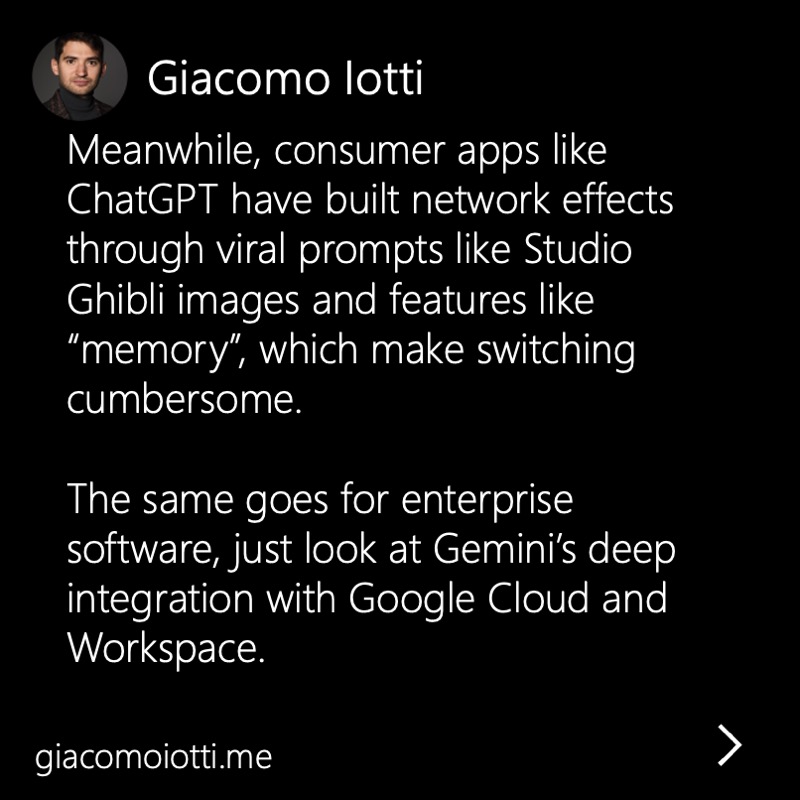 Giacomo Iotti
Meanwhile, consumer apps like
ChatGPT have built network effects
through viral prompts like Studio
Ghibli images and features like
“memory”, which make switching
cumbersome.
The same goes for enterprise
software, just look at Gemini’s deep
integration with Google Cloud and
Workspace.
giacomoiotti.me